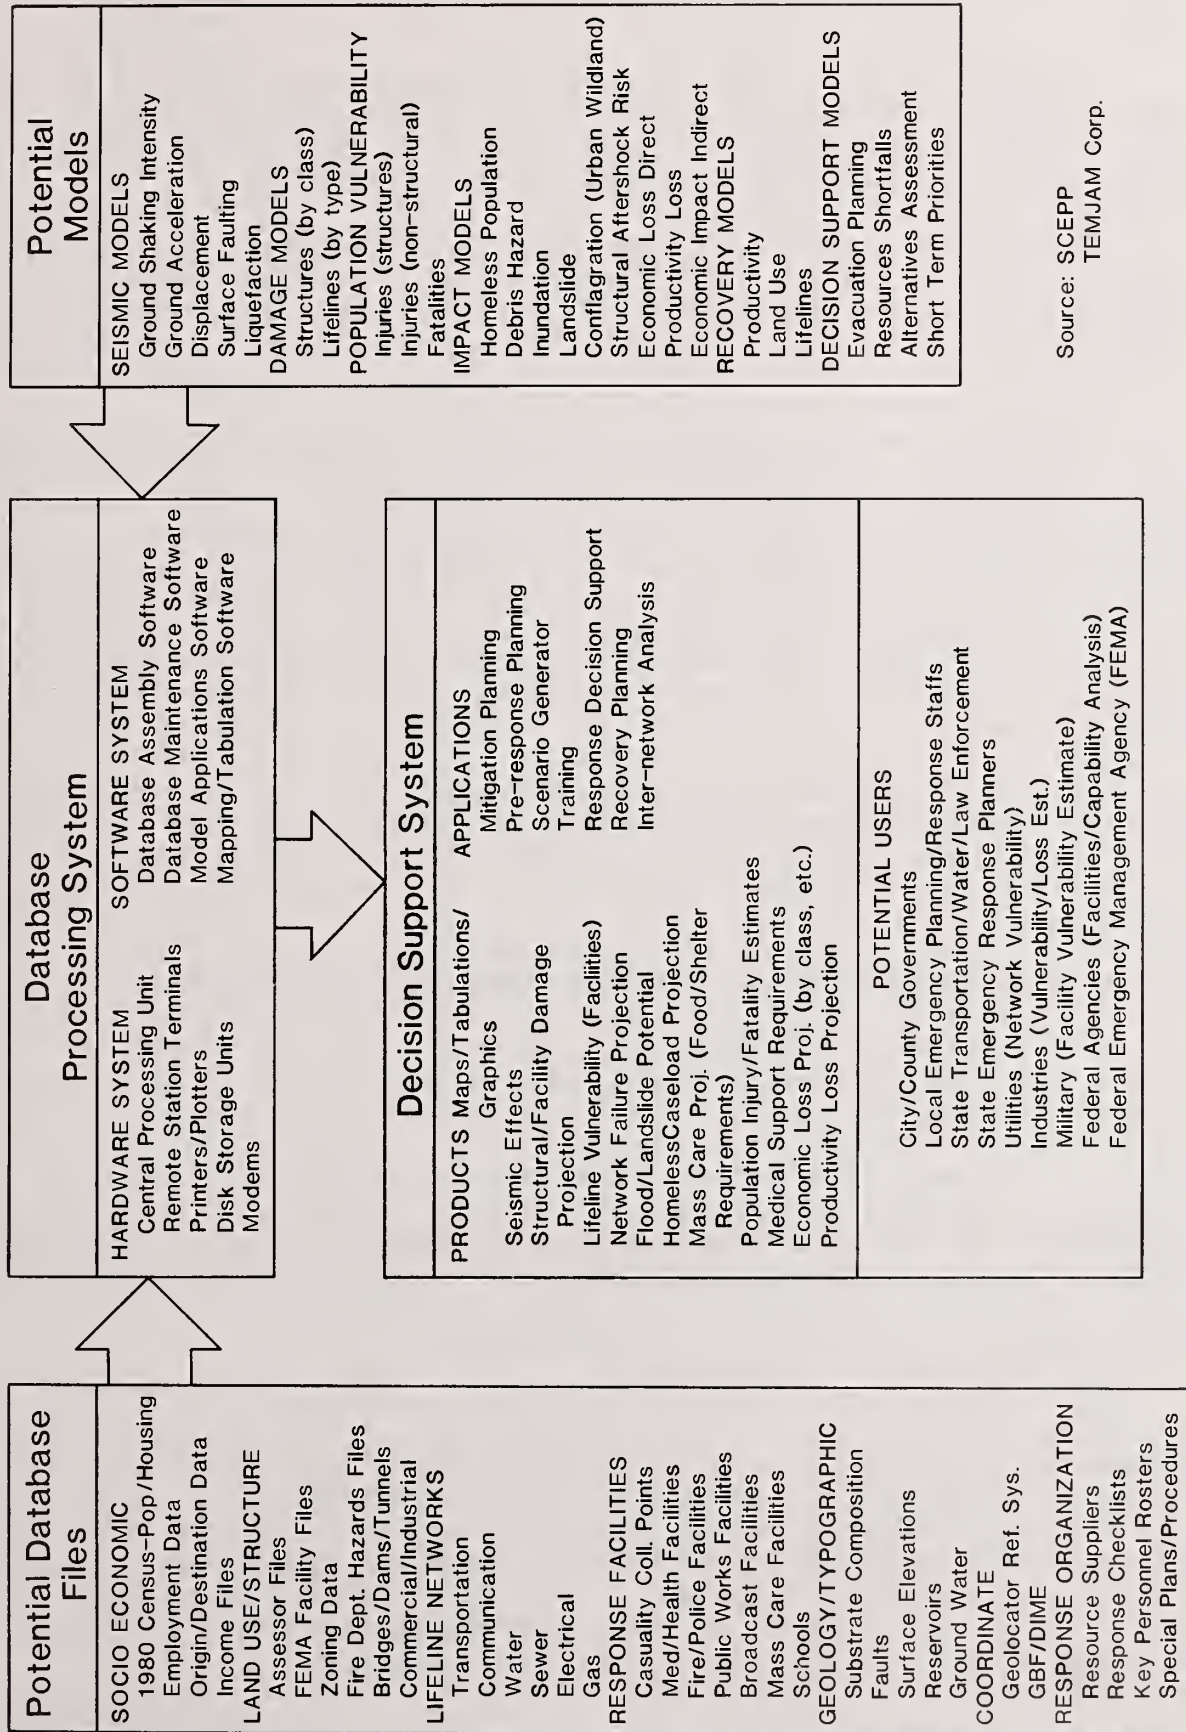 Potential Database
Files
SOCIO ECONOMIC
1980 Census-Pop/Housing
Employment Data
Origin/Destination Data
Income Files
LAND USE/STRUCTURE
Assessor Files
FEMA Facility Files
Zoning Data
Fire Dept. Hazards Files
Bridges/Dams/Tunnels
Commercial/Industrial
LIFELINE NETWORKS
Transportation
Communication
Water
Sewer
Electrical
Gas
RESPONSE FACILITIES
Casuality Coll. Points
Med/Health Facilities
Fire/Police Facilities
Public Works Facilities
Broadcast Facilities
Mass Care Facilities
Schools
GEOLOGY/TYPOGRAPHIC
Substrate Composition
Faults
Surface Elevations
Reservoirs
Ground Water
COORDINATE
Geolocator Ref. Sys.
GBF/DIME
RESPONSE ORGANIZATION
Resource Suppliers
Response Checklists
Key Personnel Rosters
Special Plans/Procedures
Database
Processing System
HARDWARE SYSTEM
Central Processing Unit
Remote Station Terminals
Printers/Plotters
Disk Storage Units
Modems
SOFTWARE SYSTEM
Database Assembly Software
Database Maintenance Software
Model Applications Software
Mapping/Tabulation Software
Decision Support System
PRODUCTS Maps/Tabulations/
Graphics
Seismic Effects
Structural/Facility Damage
Projection
Lifeline Vulnerability (Facliities)
Network Failure Projection
Flood/Landslide Potential
HomelessCaseload Projection
Mass Care Proj. (Food/Shelter
Requirements)
Population Injury/Fatality Estimates
Medical Support Requirements
Economic Loss Proj. (by class, etc.)
Productivity Loss Projection
APPLICATIONS
Mitigation Planning
Pre-response Planning
Scenario Generator
Training
Response Decision Support
Recovery Planning
Inter-network Analysis
POTENTIAL USERS
City/County Governments
Local Emergency Planning/Response Staffs
State Transportation/Water/Law Enforcement
State Emergency Response Planners
Utilities (Network Vulnerability)
Industries (Vulnerability/Loss Est.)
Military (Facility Vulnerability Estimate)
Federal Agencies (Facilities/Capability Analysis)
Federal Emergency Management Agency (FEMA)
Potential
Models
SEISMIC MODELS
Ground Shaking Intensity
Ground Acceleration
Displacement
Surface Faulting
Liquefaction
DAMAGE MODELS
Structures (by class)
Lifelines (by type)
POPULATION VULNERABILITY
Injuries (structures)
Injuries (non-structural)
Fatalities
IMPACT MODELS
Homeless Population
Debris Hazard
Inundation
Landslide
Conflagration (Urban Wildland)
Structural Aftershock Risk
Economic Loss Direct
Productivity Loss
Economic Impact Indirect
RECOVERY MODELS
Productivity
Land Use
Lifelines
DECISION SUPPORT MODELS
Evacuation Planning
Resources Shortfalls
Alternatives Assessment
Short Term Priorities
Source: SCEPP
TEMJAM Corp.